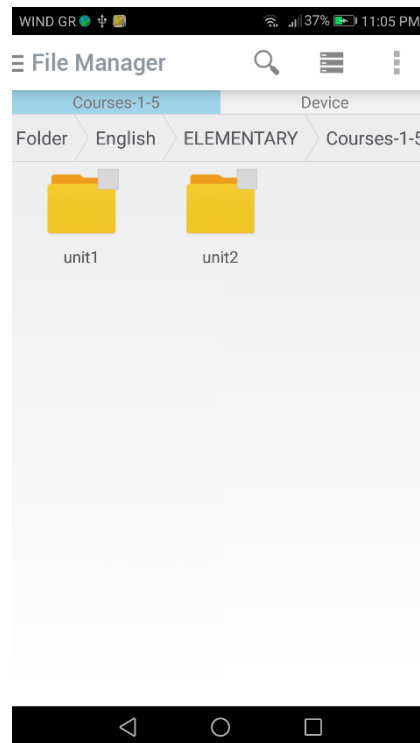 WIND GR 37% 11:05 PM
File Manager
Courses-1-5 Device
Folder English ELEMENTARY Courses-1-5
unit1 unit2